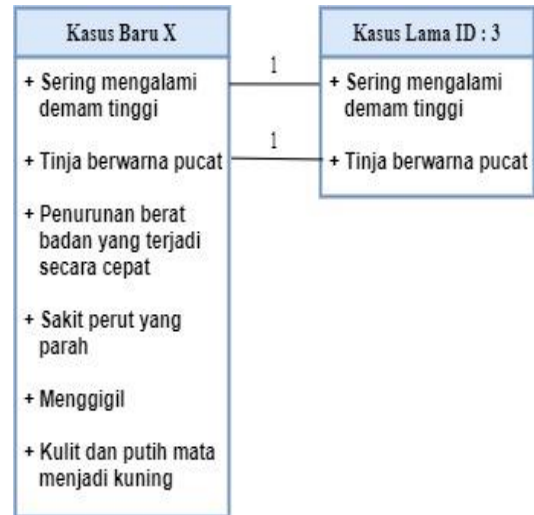 Kasus Baru X
+ Sering mengalami
demam tinggi
+ Tinja berwarna pucat
+ Penurunan berat
badan yang terjadi
secara cepat
+ Sakit perut yang
parah
+ Menggigil
+ Kulit dan putih mata
menjadi kuning
1
1
Kasus Lama ID : 3
+ Sering mengalami
demam tinggi
+ Tinja berwarna pucat